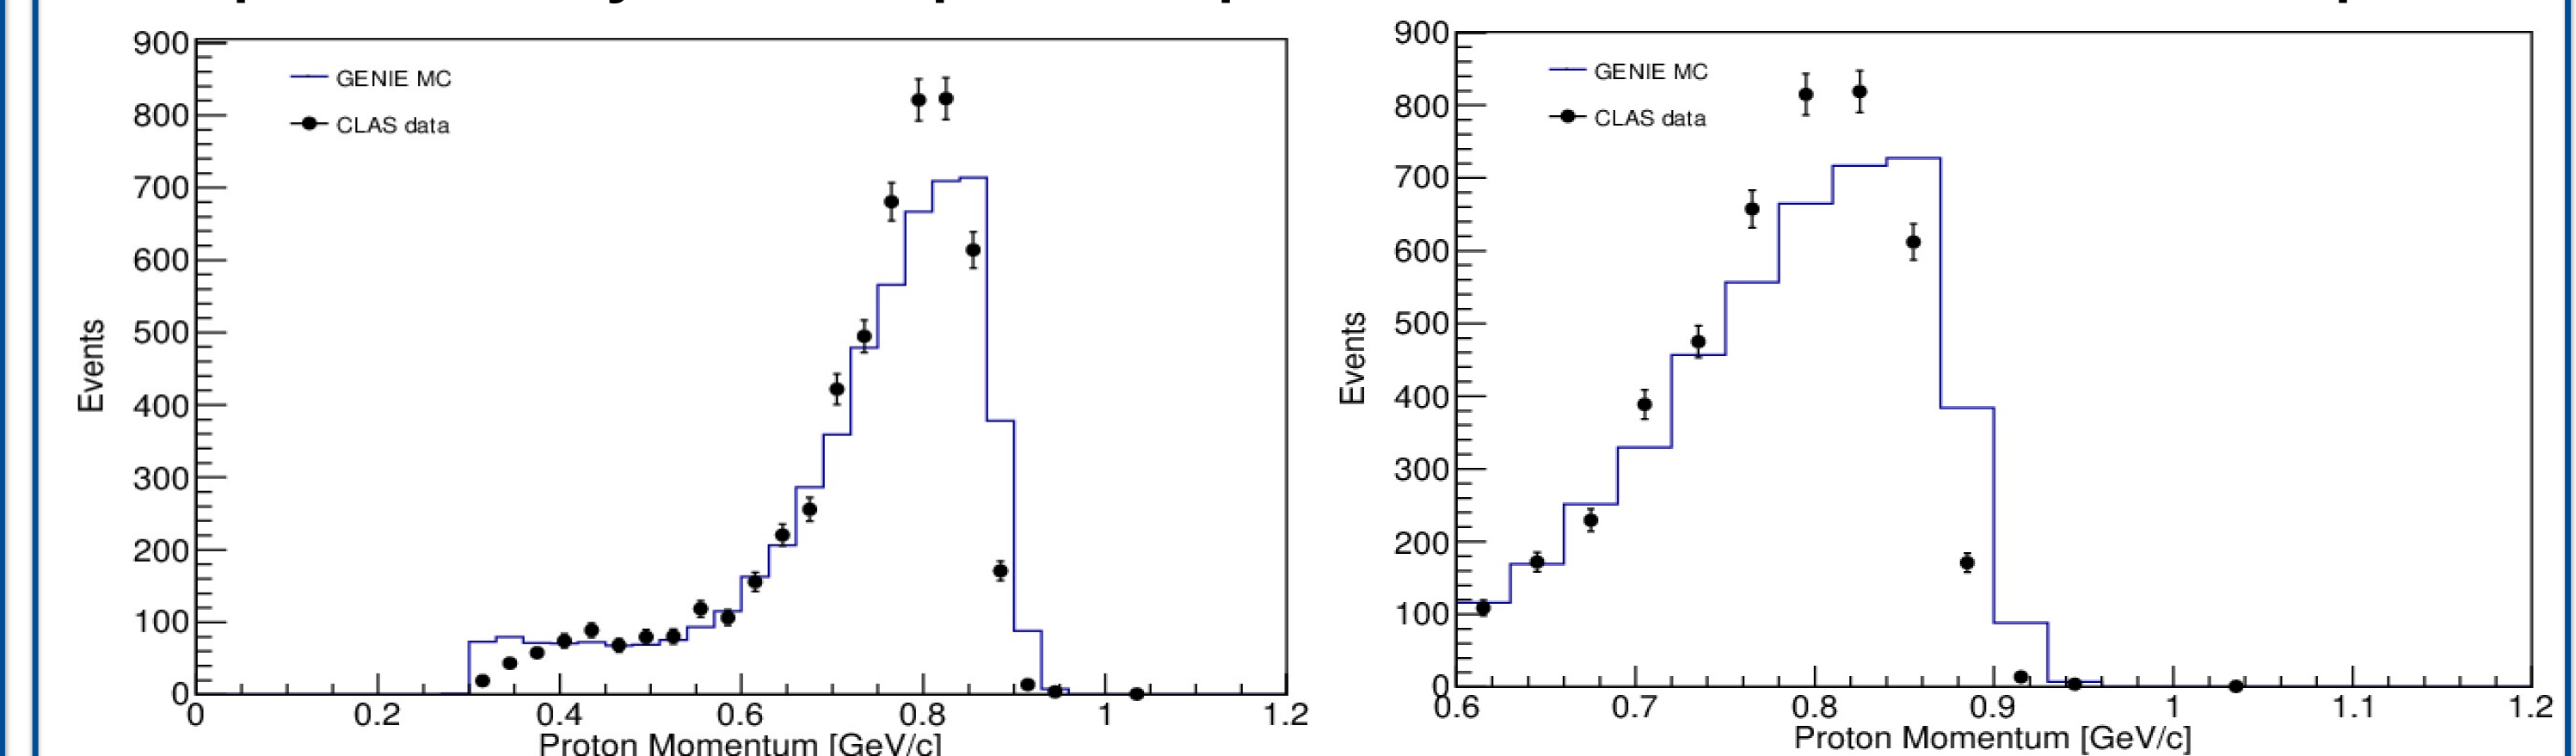 900
GENIE MC
CLAS data
800
700
600
500
400
300
200
100
0
Events
0 0.2 0.4 0.6 0.8 1 1.2
Proton Momentum [GeV/c]
900
GENIE MC
CLAS data
800
700
600
500
400
300
200
100
0
Events
0.6 0.7 0.8 0.9 1 1.1 1.2
Proton Momentum [GeV/c]